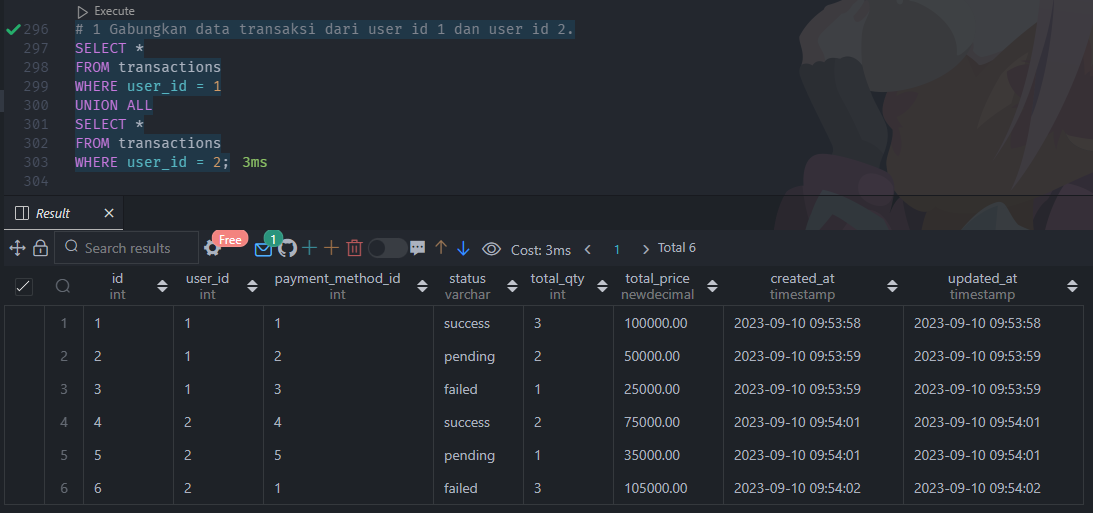 Execute
296 # 1 Gabungkan data transaksi dari user id 1 dan user id 2.
297 SELECT *
298 FROM transactions
299 WHERE user_id = 1
300 UNION ALL
301 SELECT *
302 FROM transactions
303 WHERE user_id = 2; 3ms
304
Result
Search results Free 1 Cost: 3ms 1 Total 6
id user_id payment_method_id status total_qty total_price created_at updated_at
int int int varchar int newdecimal timestamp timestamp
1 1 1 1 success 3 100000.00 2023-09-10 09:53:58 2023-09-10 09:53:58
2 2 1 2 pending 2 50000.00 2023-09-10 09:53:59 2023-09-10 09:53:59
3 3 1 3 failed 1 25000.00 2023-09-10 09:53:59 2023-09-10 09:53:59
4 4 2 4 success 2 75000.00 2023-09-10 09:54:01 2023-09-10 09:54:01
5 5 2 5 pending 1 35000.00 2023-09-10 09:54:01 2023-09-10 09:54:01
6 6 2 1 failed 3 105000.00 2023-09-10 09:54:02 2023-09-10 09:54:02